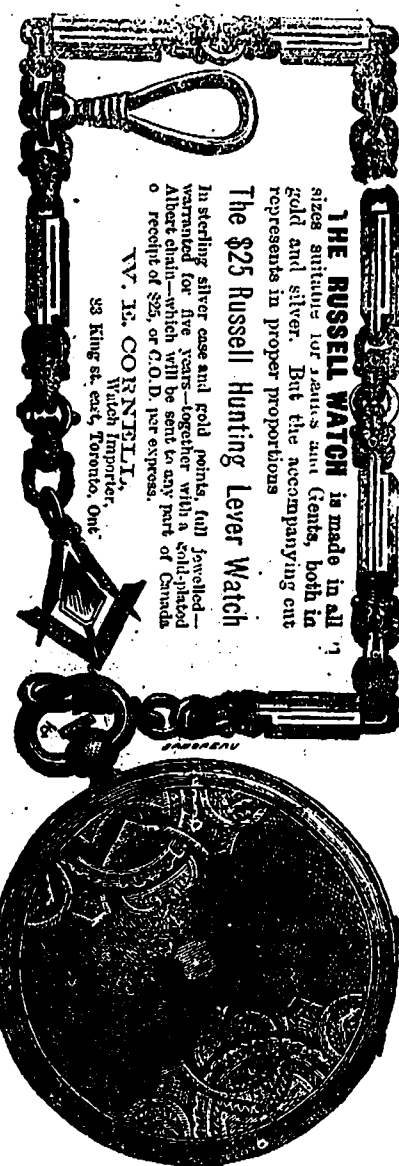 THE RUSSELL WATCH is made in all
sizes suitable for Ladies and Gents, both in
gold and silver. But the accompanying cut
represents in proper proportions
The $25 Russell Hunting Lever Watch
In sterling silver case and gold points, full jewelled—
warranted for five years—together with a gold-plated
Albert chain—which will be sent to any part of Canada
o receipt of $25, or C.O.D. per express.
W. E. CORNELL,
Watch Importer,
83 King st. east, Toronto, Ont